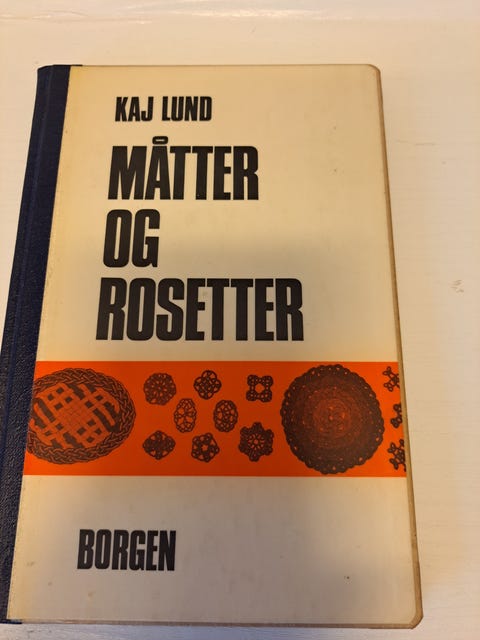 KAJ LUND
MÅTTER
OG
ROSETTER
BORGEN